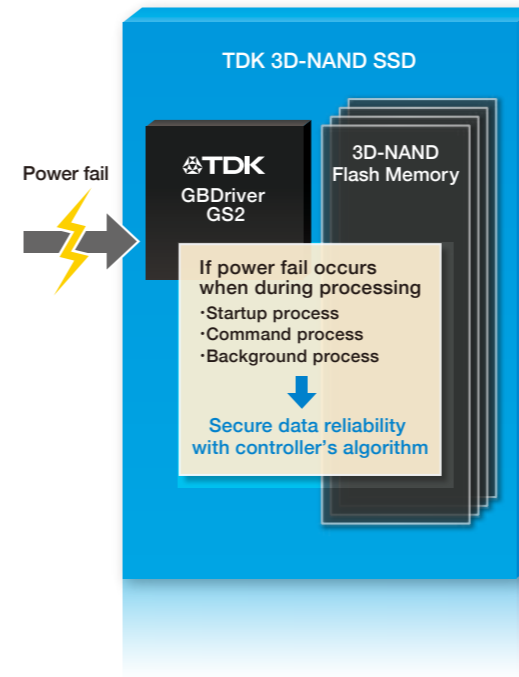 TDK 3D-NAND SSD
Power fail
TDK
GBDriver
GS2
3D-NAND
Flash Memory
If power fail occurs
when during processing
・Startup process
・Command process
・Background process
Secure data reliability
with controller’s algorithm